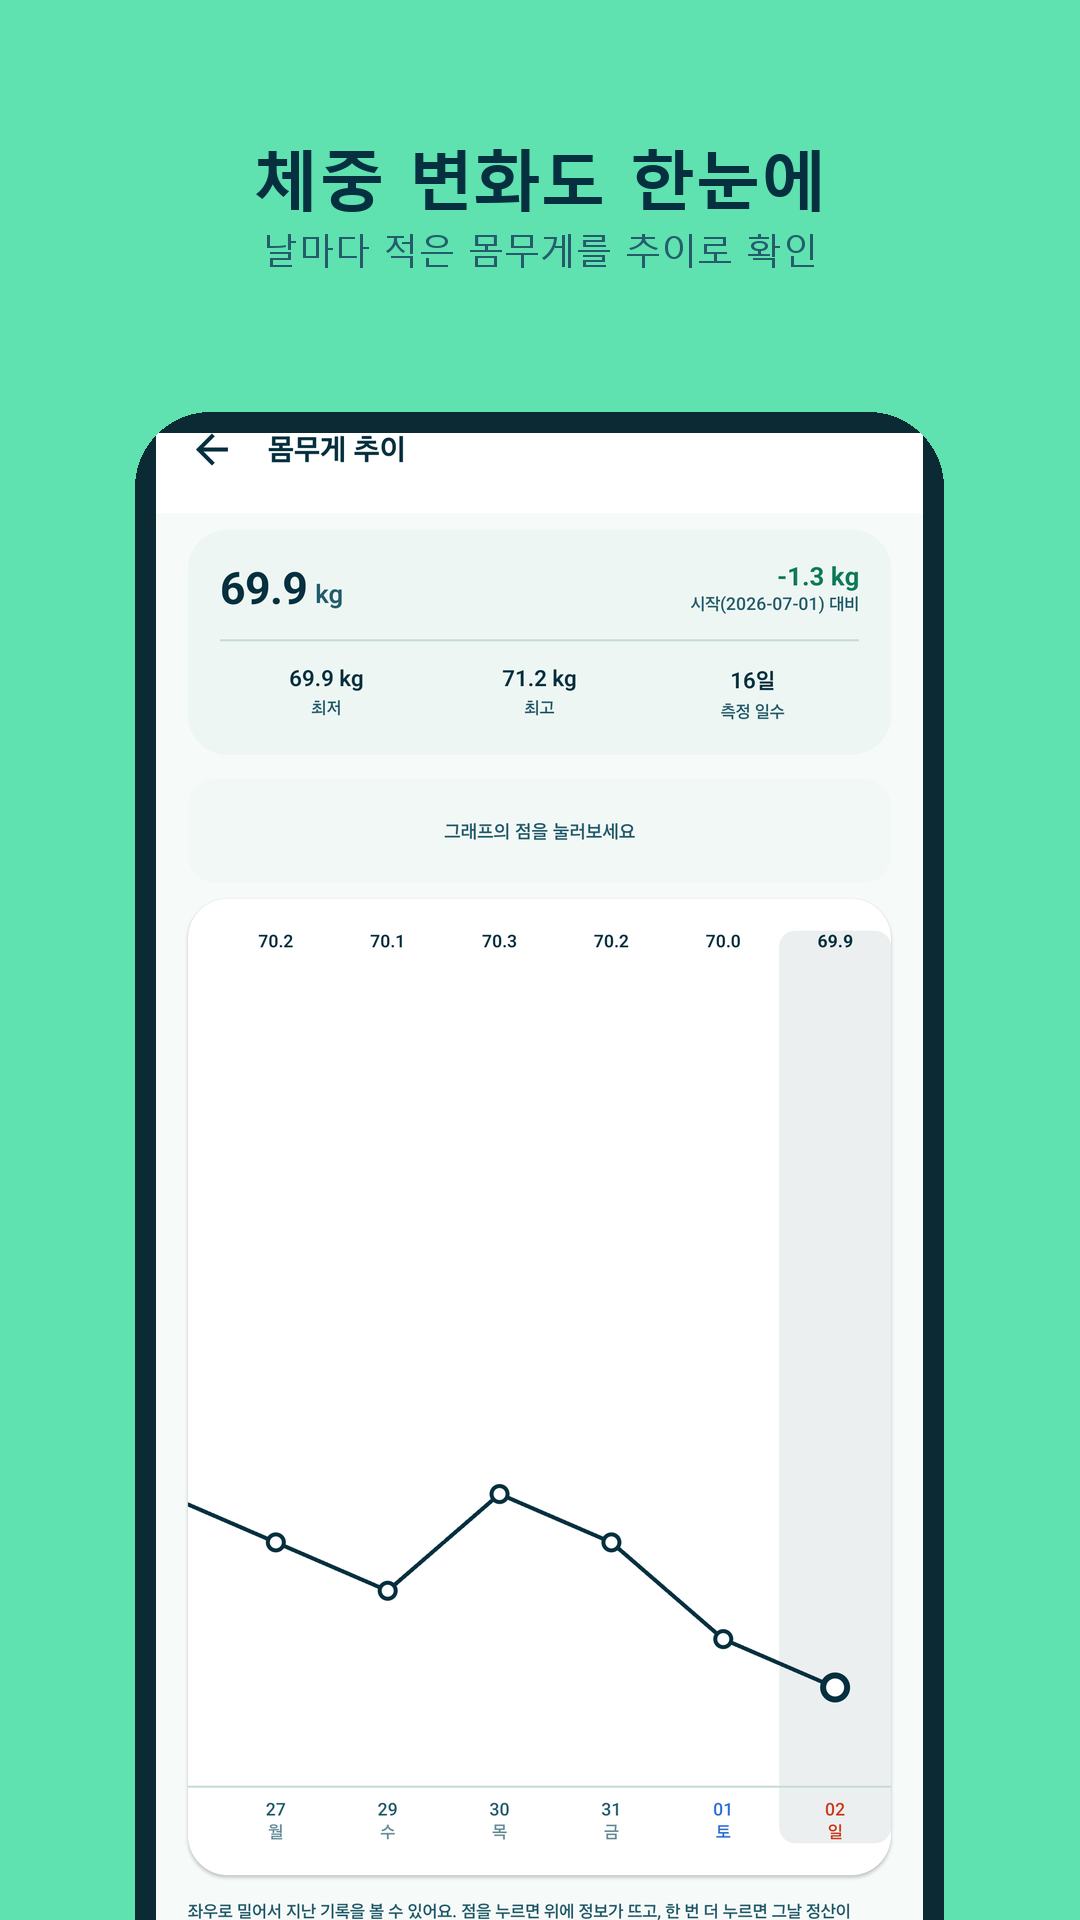 체중 변화도 한눈에
날마다 적은 몸무게를 추이로 확인
몸무게 추이
69.9 kg
-1.3 kg
시작(2026-07-01) 대비
69.9 kg
최저
71.2 kg
최고
16일
측정 일수
그래프의 점을 눌러보세요
70.2 70.1 70.3 70.2 70.0 69.9
27 29 30 31 01 02
월 수 목 금 토 일
좌우로 밀어서 지난 기록을 볼 수 있어요. 점을 누르면 위에 정보가 뜨고, 한 번 더 누르면 그날 정산이